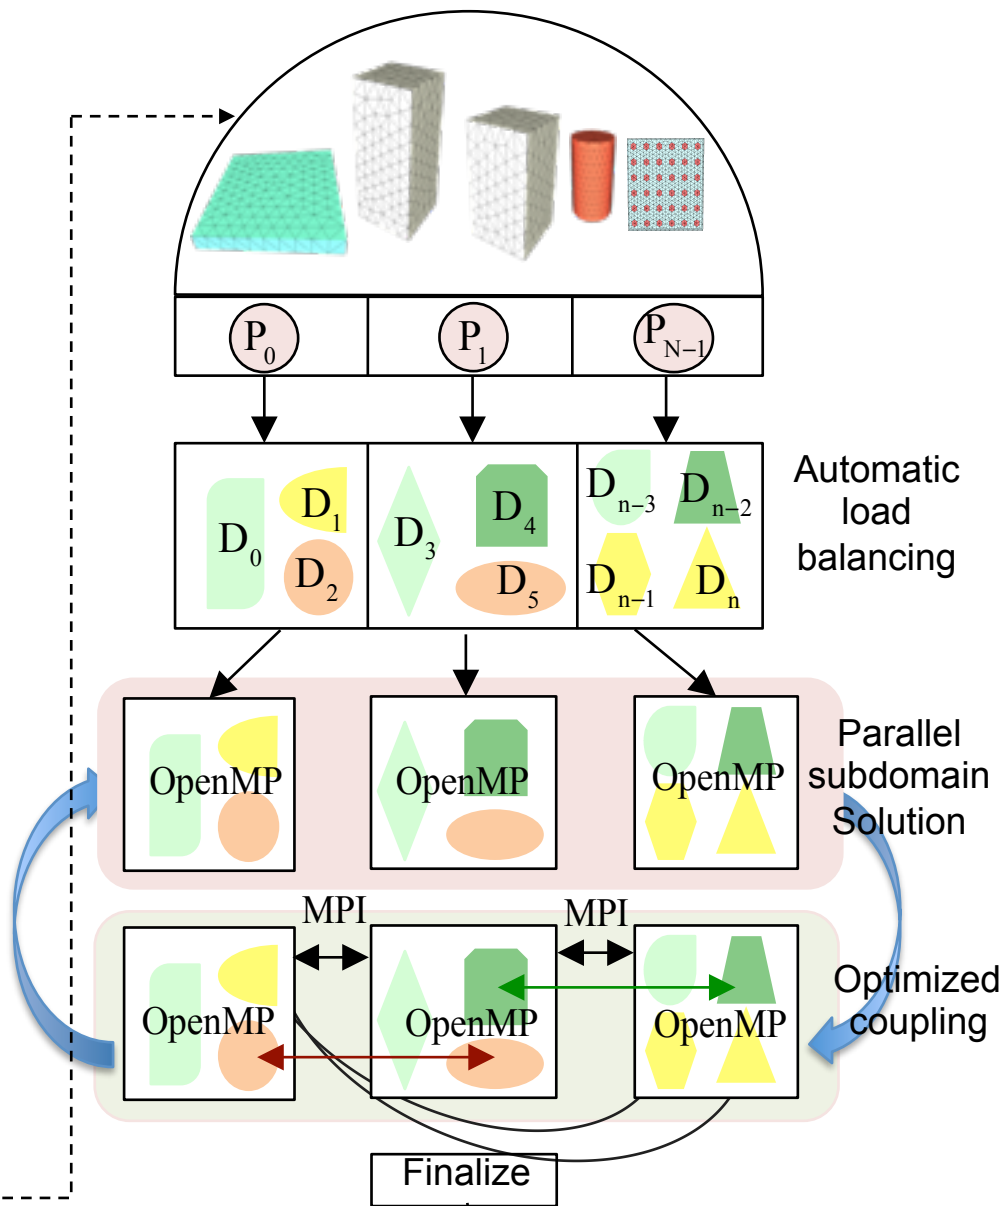 P0 P1 PN−1
D0 D1 D2 D3 D4 D5 Dn−3 Dn−2 Dn−1 Dn
Automatic
load
balancing
OpenMP OpenMP OpenMP
Parallel
subdomain
Solution
MPI MPI
OpenMP OpenMP OpenMP
Optimized
coupling
Finalize